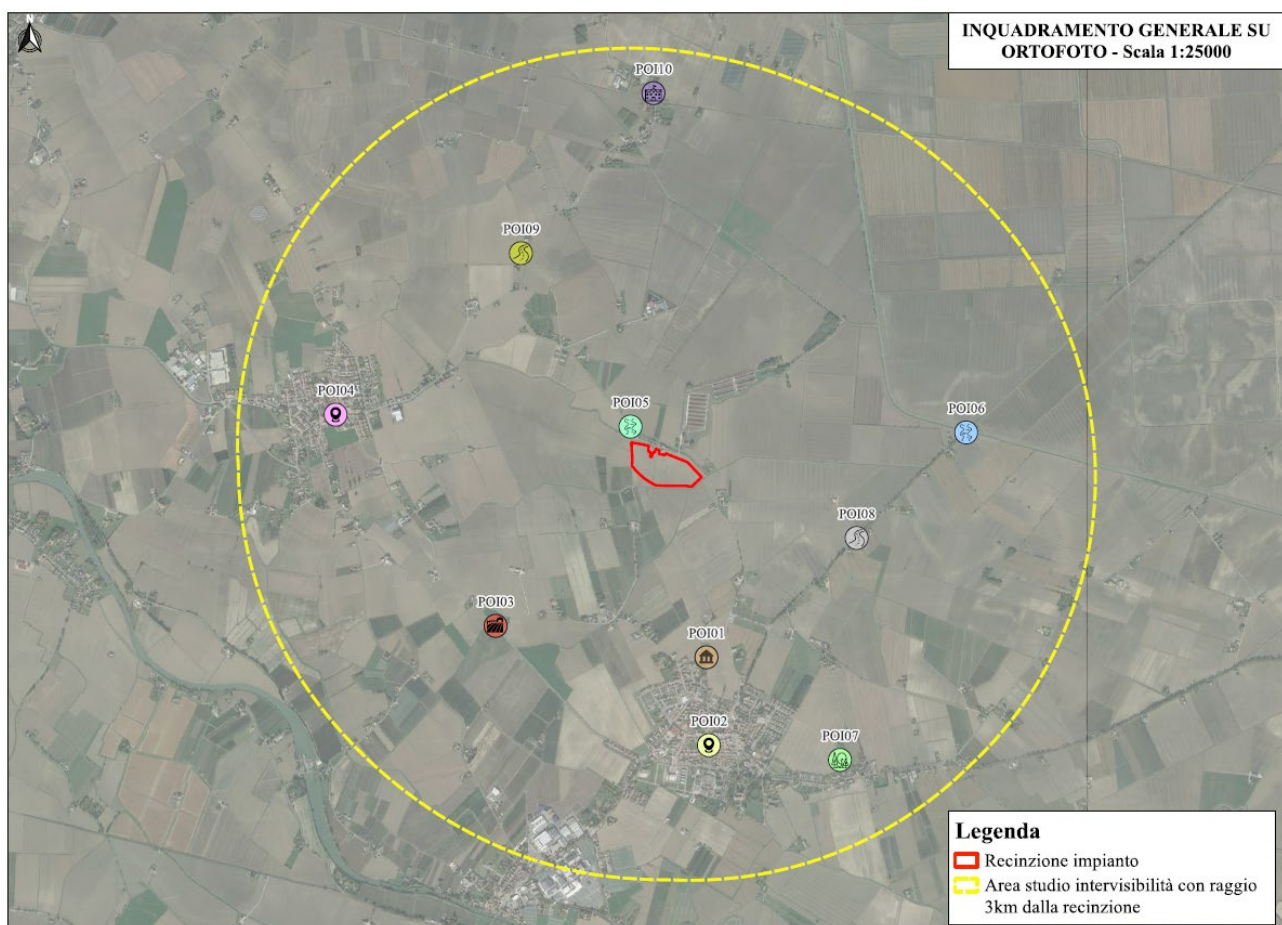 N
INQUADRAMENTO GENERALE SU
ORTOFOTO - Scala 1:25000
POI10
POI09
POI04
POI05
POI06
POI08
POI03
POI01
POI02
POI07
Legenda
Recinzione impianto
Area studio intervisibilità con raggio
3km dalla recinzione